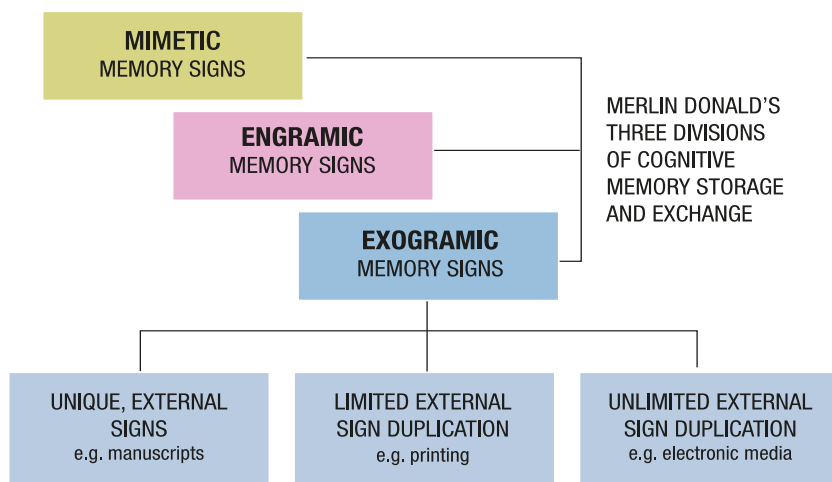 MIMETIC
MEMORY SIGNS
ENGRAMIC
MEMORY SIGNS
EXOGRAMIC
MEMORY SIGNS
MERLIN DONALD’S
THREE DIVISIONS
OF COGNITIVE
MEMORY STORAGE
AND EXCHANGE
UNIQUE, EXTERNAL
SIGNS
e.g. manuscripts
LIMITED EXTERNAL
SIGN DUPLICATION
e.g. printing
UNLIMITED EXTERNAL
SIGN DUPLICATION
e.g. electronic media